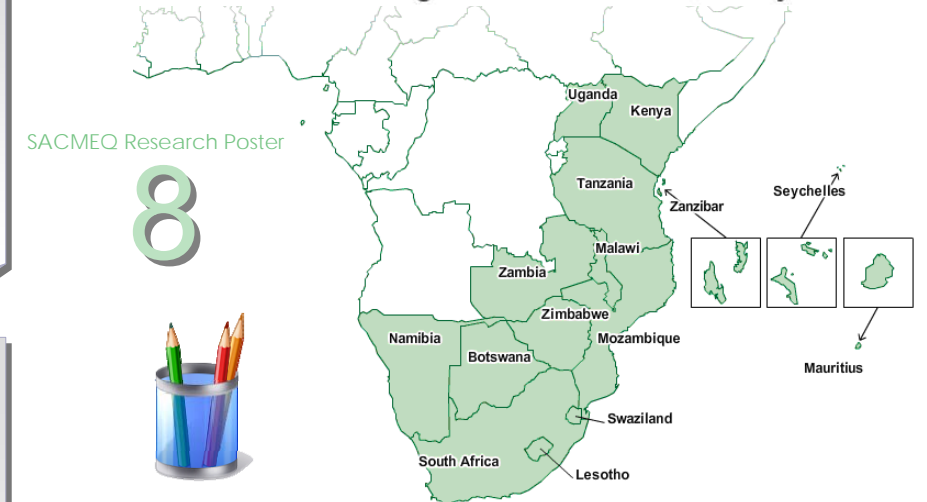 SACMEQ Research Poster
8
Uganda
Kenya
Tanzania
Zanzibar
Seychelles
Malawi
Zambia
Zimbabwe
Mozambique
Namibia
Botswana
Mauritius
Swaziland
South Africa
Lesotho